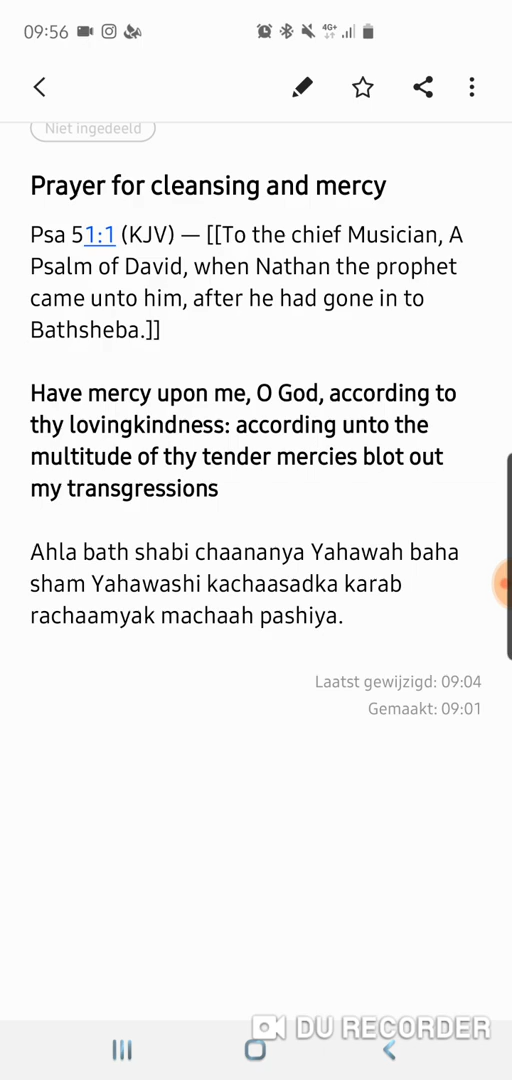 09:56
4G+
Niet ingedeeld
Prayer for cleansing and mercy
Psa 51:1 (KJV) — [[To the chief Musician, A
Psalm of David, when Nathan the prophet
came unto him, after he had gone in to
Bathsheba.]]
Have mercy upon me, O God, according to
thy lovingkindness: according unto the
multitude of thy tender mercies blot out
my transgressions
Ahla bath shabi chaananya Yahawah baha
sham Yahawashi kachaasadka karab
rachaamyak machaah pashiya.
Laatst gewijzigd: 09:04
Gemaakt: 09:01
DU RECORDER